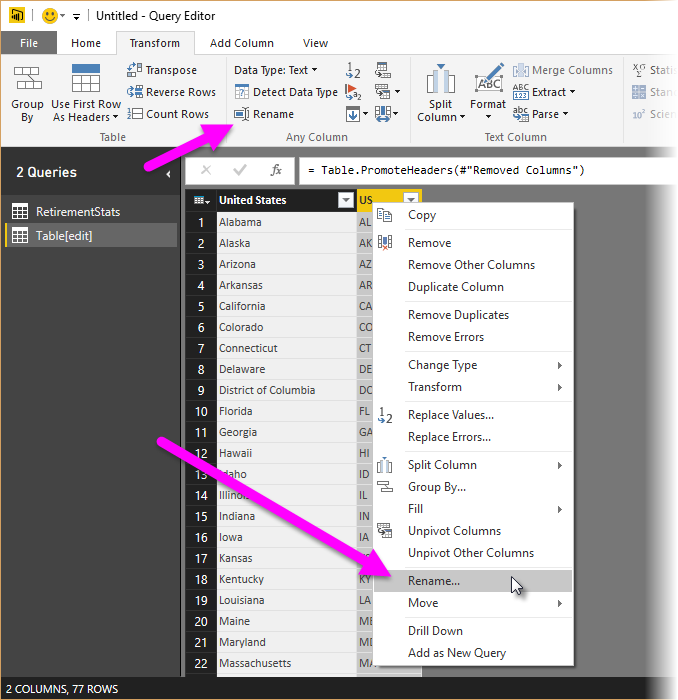 Untitled - Query Editor
File Home Transform Add Column View
Group By
Use First Row As Headers
Transpose
Reverse Rows
Count Rows
Table
Data Type: Text
Detect Data Type
Rename
Any Column
Split Column
Format
Merge Columns
Extract
Parse
Text Column
2 Queries
= Table.PromoteHeaders(#"Removed Columns")
RetirementStats
Table[edit]
United States US
1 Alabama AL
2 Alaska AK
3 Arizona AZ
4 Arkansas AR
5 California CA
6 Colorado CO
7 Connecticut CT
8 Delaware DE
9 District of Columbia DC
10 Florida FL
11 Georgia GA
12 Hawaii HI
13 Idaho ID
14 Illinois IL
15 Indiana IN
16 Iowa IA
17 Kansas
18 Kentucky KY
19 Louisiana LA
20 Maine ME
21 Maryland MD
22 Massachusetts MA
Copy
Remove
Remove Other Columns
Duplicate Column
Remove Duplicates
Remove Errors
Change Type
Transform
Replace Values...
Replace Errors...
Split Column
Group By...
Fill
Unpivot Columns
Unpivot Other Columns
Rename...
Move
Drill Down
Add as New Query
2 COLUMNS, 77 ROWS